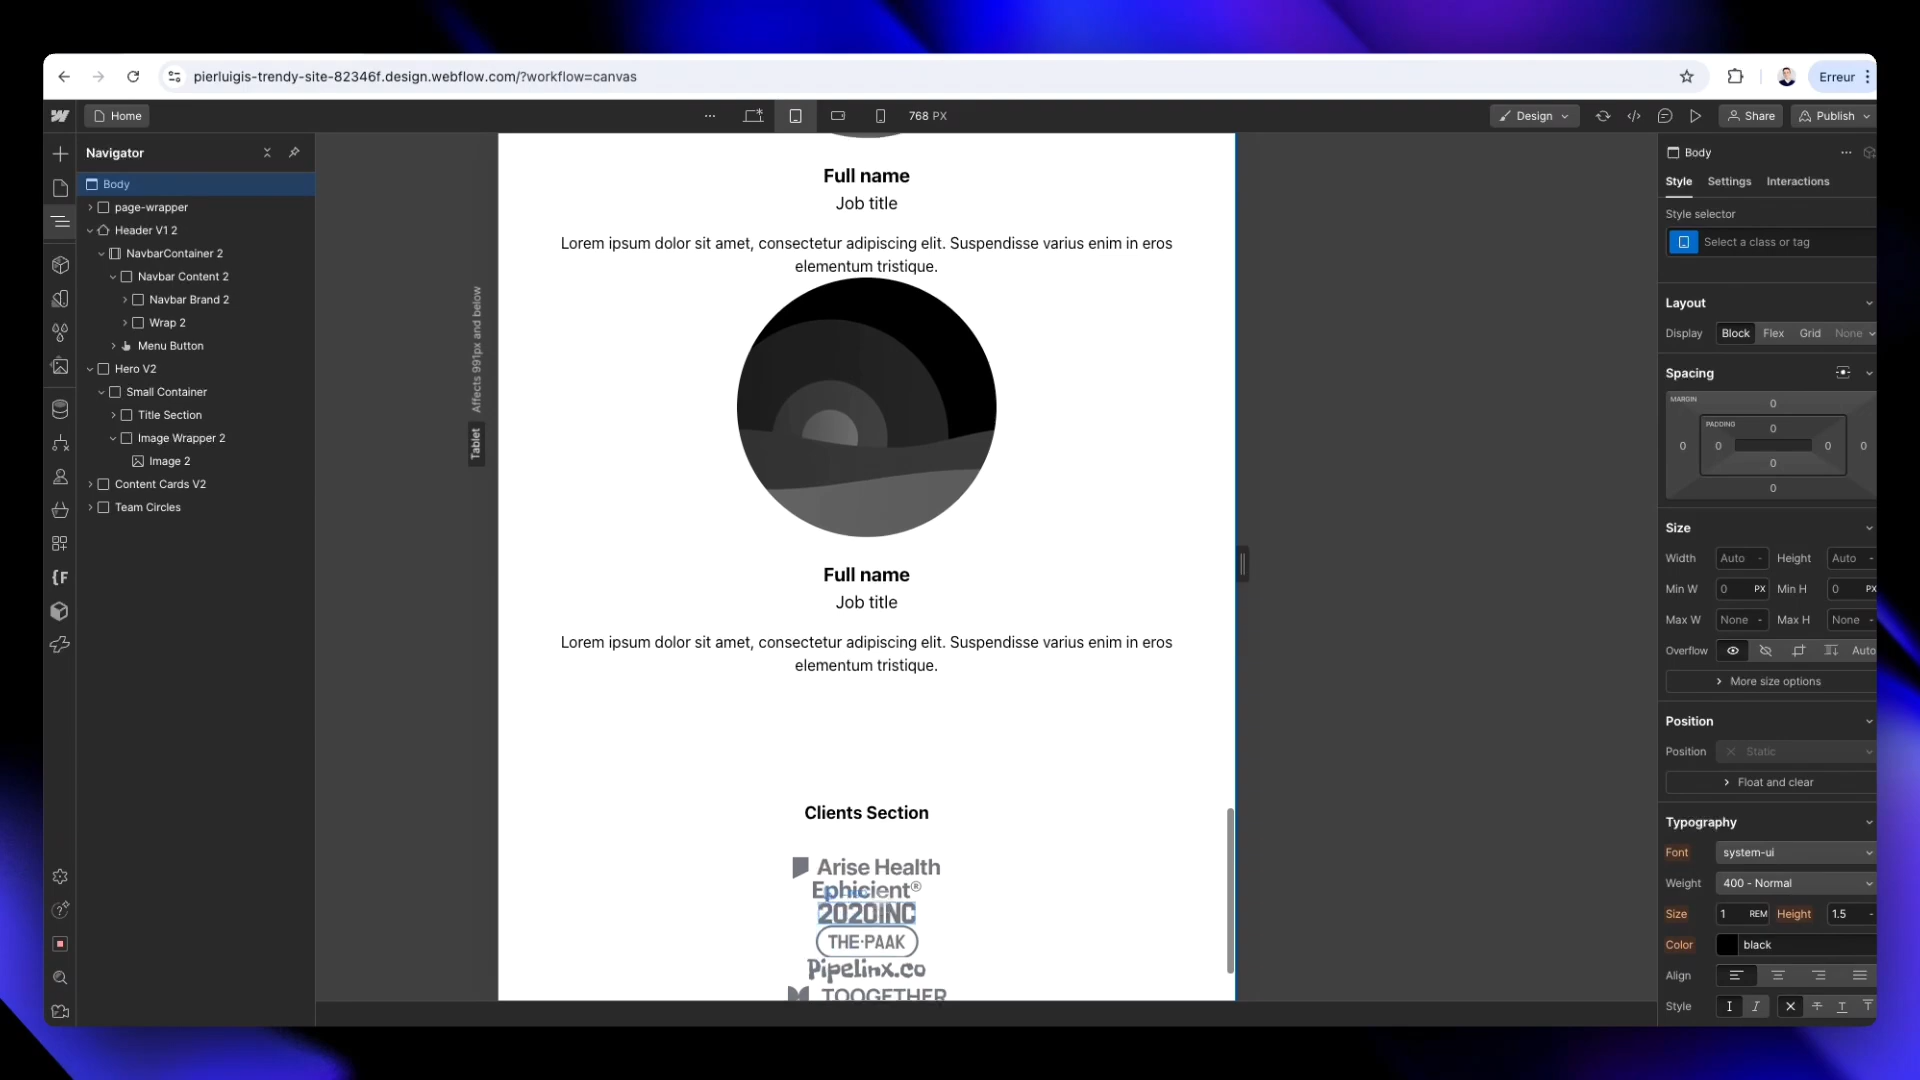 pierluigis-trendy-site-82346f.design.webflow.com/?workflow=canvas
Erreur
Home
768 PX
Design
Share
Publish
Navigator
Body
page-wrapper
Header V1 2
NavbarContainer 2
Navbar Content 2
Navbar Brand 2
Wrap 2
Menu Button
Hero V2
Small Container
Title Section
Image Wrapper 2
Image 2
Content Cards V2
Team Circles
Affects 991px and below
Tablet
Full name
Job title
Lorem ipsum dolor sit amet, consectetur adipiscing elit. Suspendisse varius enim in eros
elementum tristique.
Full name
Job title
Lorem ipsum dolor sit amet, consectetur adipiscing elit. Suspendisse varius enim in eros
elementum tristique.
Clients Section
Arise Health
Ephicient®
2020INC
THE·PAAK
Pipelinx.co
TOOGETHER
Body
Style Settings Interactions
Style selector
Select a class or tag
Layout
Display Block Flex Grid None
Spacing
MARGIN
0
PADDING
0
0 0 0 0
0
0
Size
Width Auto - Height Auto -
Min W 0 PX Min H 0 PX
Max W None - Max H None -
Overflow Auto
More size options
Position
Position Static
Float and clear
Typography
Font system-ui
Weight 400 - Normal
Size 1 REM Height 1.5 -
Color black
Align
Style